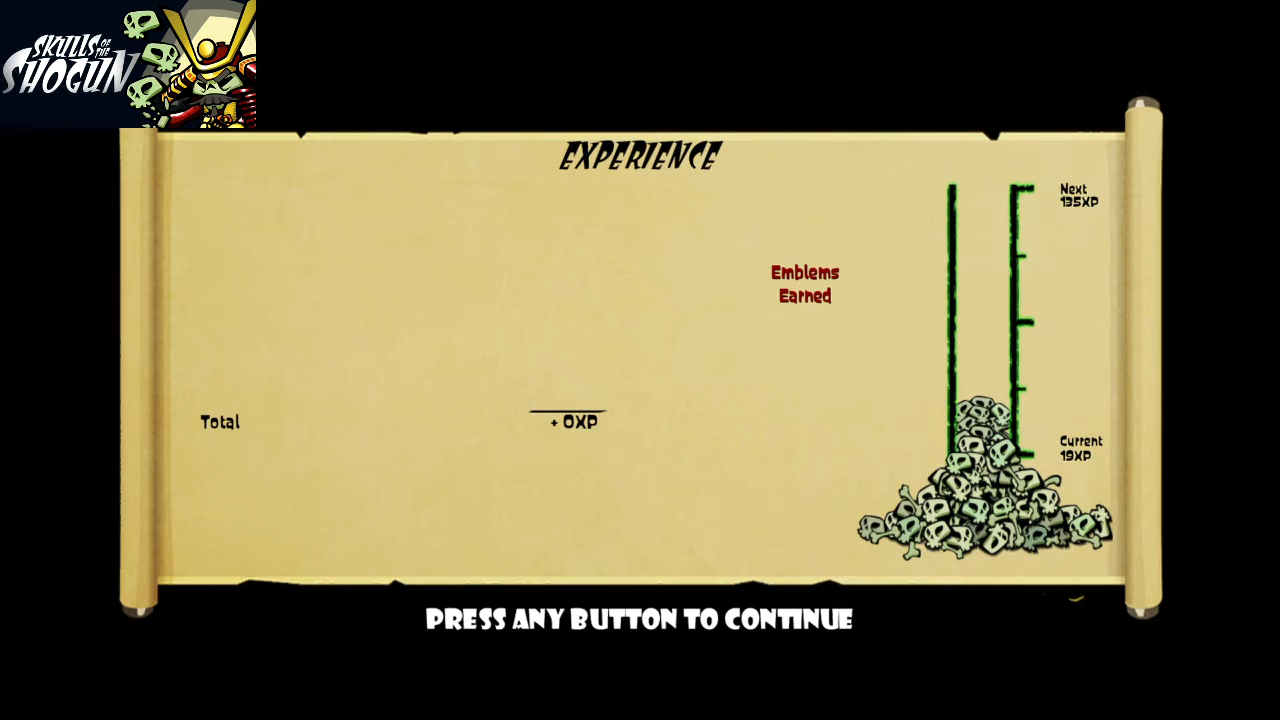 SKULLS OF THE
SHOGUN
EXPERIENCE
Next
135XP
Emblems
Earned
Total
+ 0XP
Current
19XP
PRESS ANY BUTTON TO CONTINUE